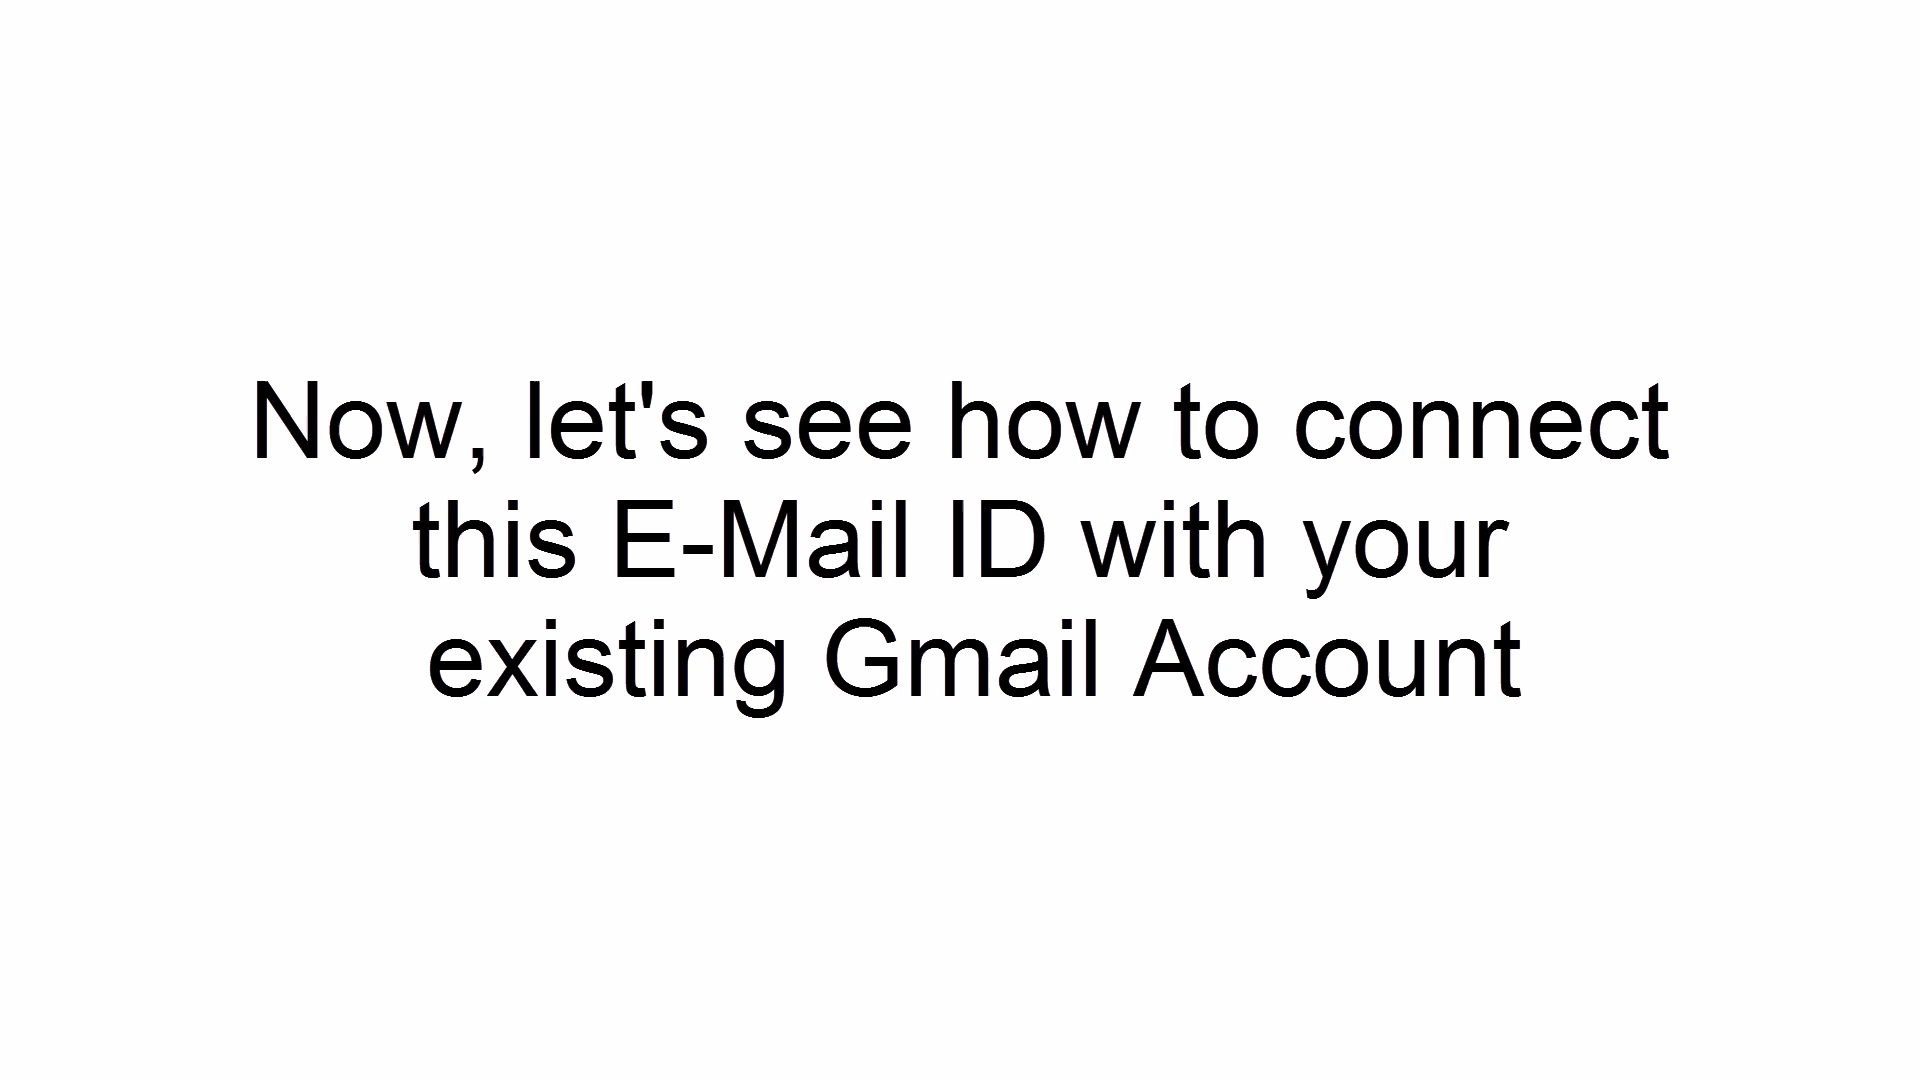 Now, let's see how to connect
this E-Mail ID with your
existing Gmail Account